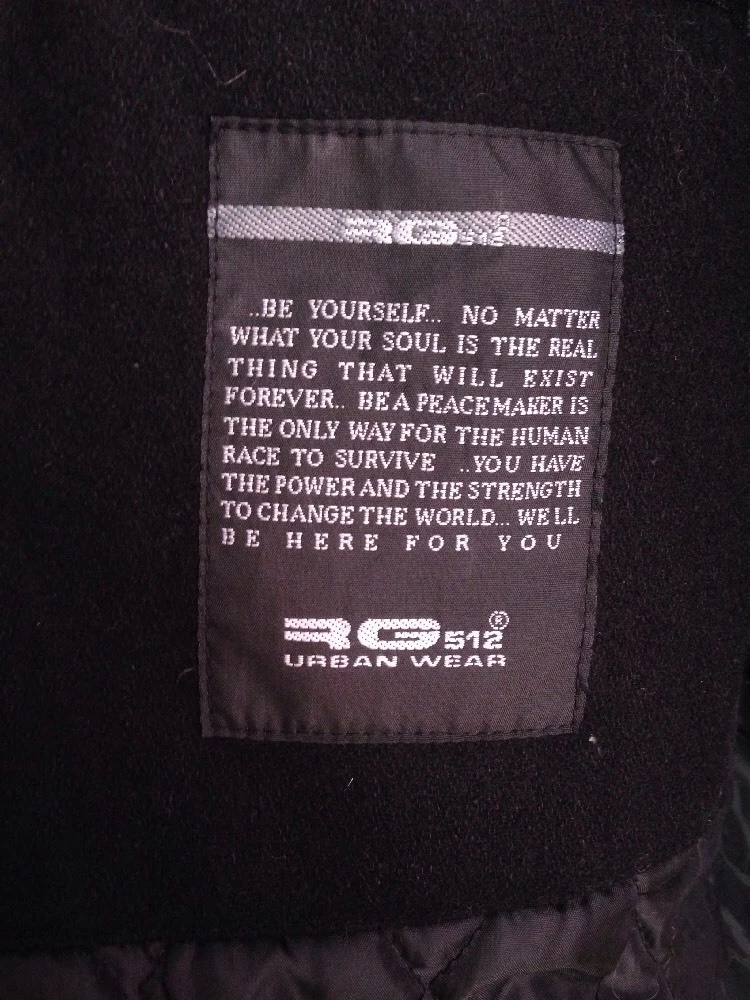 RG512
..BE YOURSELF.. NO MATTER
WHAT YOUR SOUL IS THE REAL
THING THAT WILL EXIST
FOREVER.. BE A PEACEMAKER IS
THE ONLY WAY FOR THE HUMAN
RACE TO SURVIVE ..YOU HAVE
THE POWER AND THE STRENGTH
TO CHANGE THE WORLD... WE LL
BE HERE FOR YOU
RG512®
URBAN WEAR